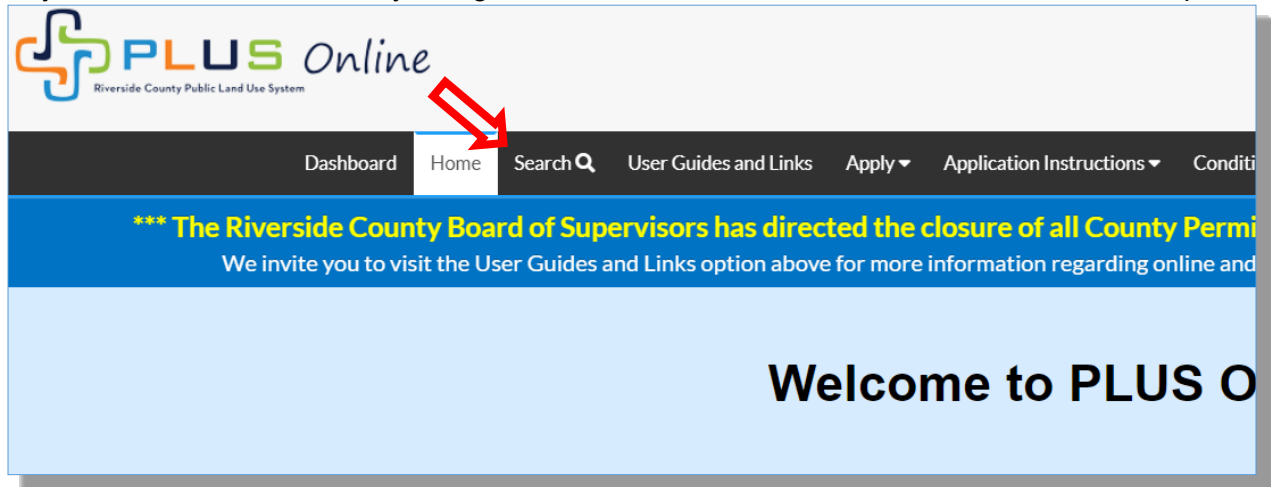 PLUS Online
Riverside County Public Land Use System
Dashboard Home Search User Guides and Links Apply Application Instructions Conditi
*** The Riverside County Board of Supervisors has directed the closure of all County Permi
We invite you to visit the User Guides and Links option above for more information regarding online and
Welcome to PLUS O